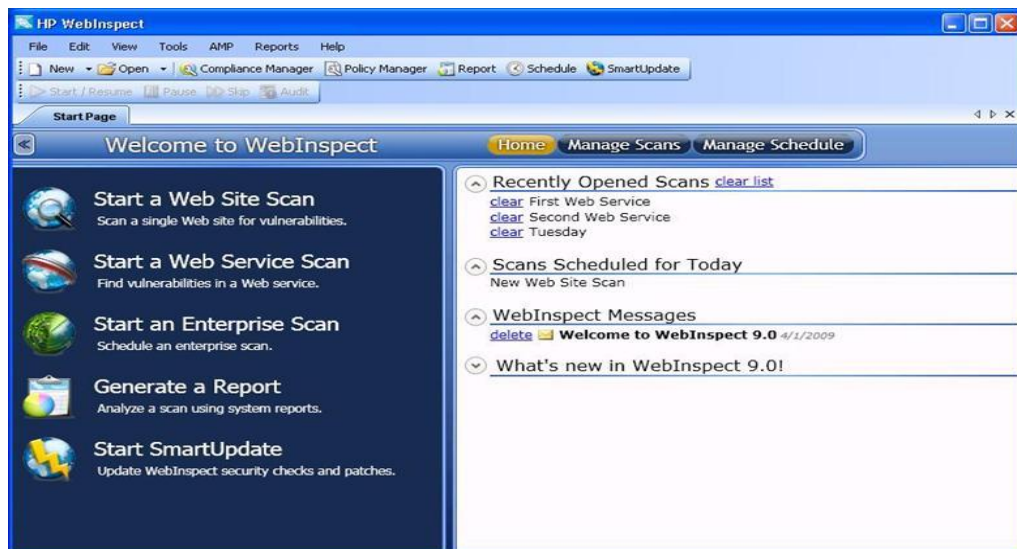 HP WebInspect
File Edit View Tools AMP Reports Help
New Open Compliance Manager Policy Manager Report Schedule SmartUpdate
Start / Resume Pause Skip Audit
Start Page
Welcome to WebInspect
Home Manage Scans Manage Schedule
Start a Web Site Scan
Scan a single Web site for vulnerabilities.
Start a Web Service Scan
Find vulnerabilities in a Web service.
Start an Enterprise Scan
Schedule an enterprise scan.
Generate a Report
Analyze a scan using system reports.
Start SmartUpdate
Update WebInspect security checks and patches.
Recently Opened Scans clear list
clear First Web Service
clear Second Web Service
clear Tuesday
Scans Scheduled for Today
New Web Site Scan
WebInspect Messages
delete Welcome to WebInspect 9.0 4/1/2009
What's new in WebInspect 9.0!